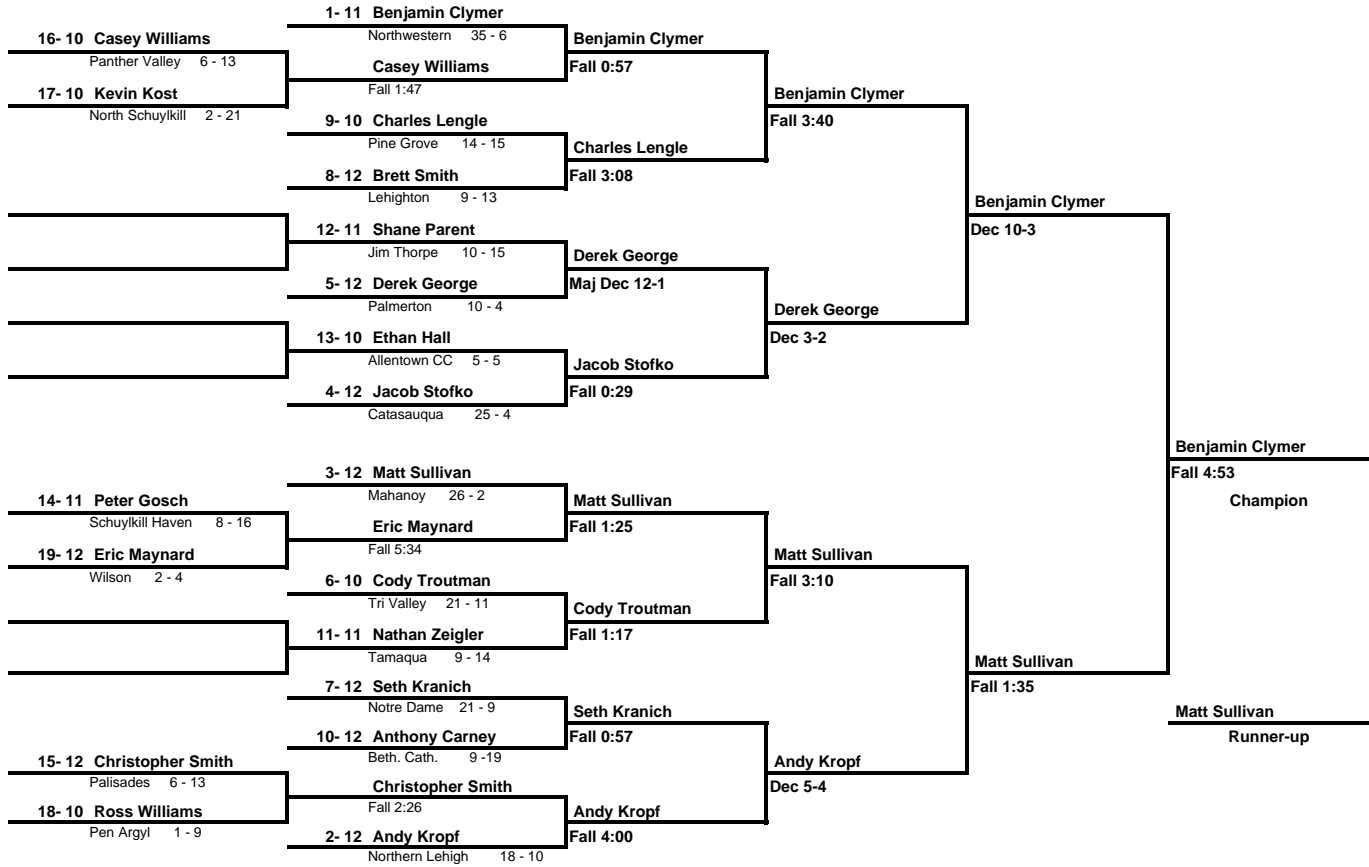 1- 11 Benjamin Clymer
16- 10 Casey Williams
Northwestern 35 - 6
Benjamin Clymer
Panther Valley 6 - 13
Casey Williams
Fall 0:57
17- 10 Kevin Kost
Fall 1:47
Benjamin Clymer
North Schuylkill 2 - 21
9- 10 Charles Lengle
Fall 3:40
Pine Grove 14 - 15
Charles Lengle
8- 12 Brett Smith
Fall 3:08
Lehighton 9 - 13
Benjamin Clymer
12- 11 Shane Parent
Dec 10-3
Jim Thorpe 10 - 15
Derek George
5- 12 Derek George
Maj Dec 12-1
Palmerton 10 - 4
Derek George
13- 10 Ethan Hall
Dec 3-2
Allentown CC 5 - 5
Jacob Stofko
4- 12 Jacob Stofko
Fall 0:29
Catasauqua 25 - 4
Benjamin Clymer
3- 12 Matt Sullivan
Fall 4:53
14- 11 Peter Gosch
Mahanoy 26 - 2
Matt Sullivan
Champion
Schuylkill Haven 8 - 16
Eric Maynard
Fall 1:25
19- 12 Eric Maynard
Fall 5:34
Matt Sullivan
Wilson 2 - 4
6- 10 Cody Troutman
Fall 3:10
Tri Valley 21 - 11
Cody Troutman
11- 11 Nathan Zeigler
Fall 1:17
Tamaqua 9 - 14
Matt Sullivan
7- 12 Seth Kranich
Fall 1:35
Notre Dame 21 - 9
Seth Kranich
Matt Sullivan
10- 12 Anthony Carney
Fall 0:57
Runner-up
Beth. Cath. 9 -19
15- 12 Christopher Smith
Andy Kropf
Palisades 6 - 13
Christopher Smith
Dec 5-4
18- 10 Ross Williams
Fall 2:26
Andy Kropf
Pen Argyl 1 - 9
2- 12 Andy Kropf
Fall 4:00
Northern Lehigh 18 - 10